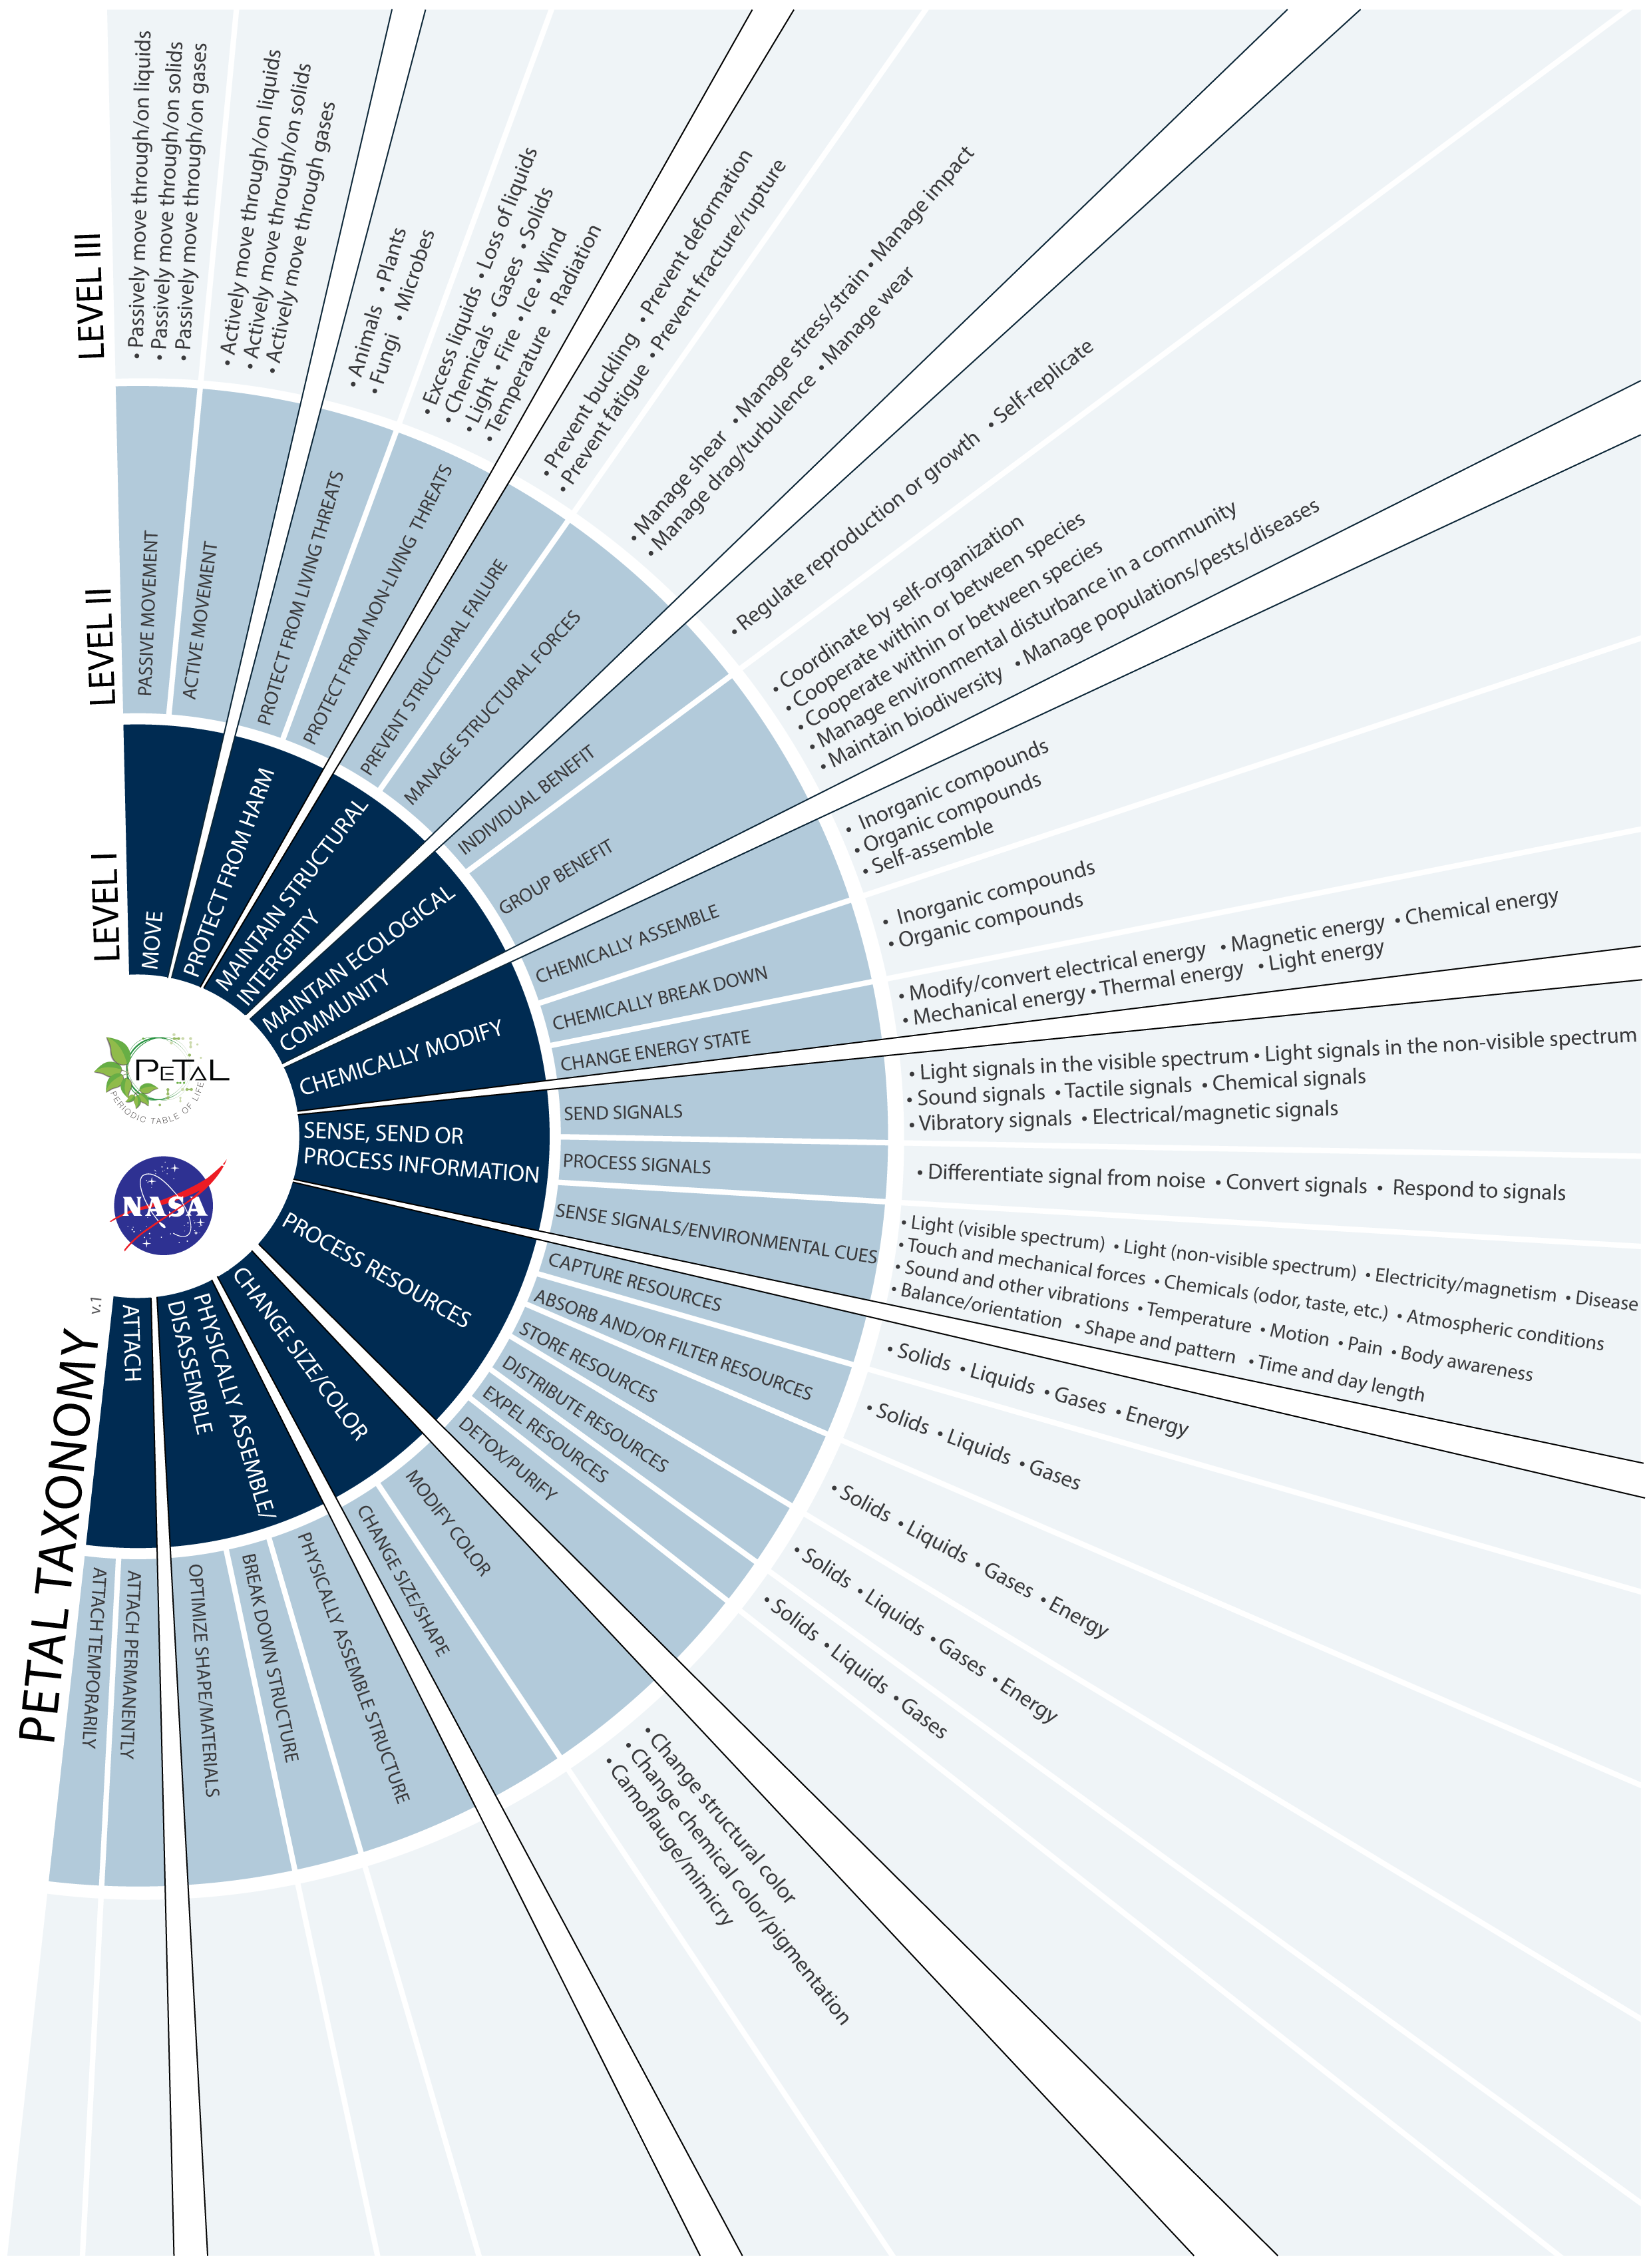 LEVEL III
LEVEL II
LEVEL I
PETAL TAXONOMY
v.1
PETAL
PERIODIC TABLE OF LIFE
NASA
MOVE
PASSIVE MOVEMENT
• Passively move through/on liquids
• Passively move through/on solids
• Passively move through/on gases
ACTIVE MOVEMENT
• Actively move through/on liquids
• Actively move through/on solids
• Actively move through gases
PROTECT FROM HARM
PROTECT FROM LIVING THREATS
• Animals • Plants
• Fungi • Microbes
PROTECT FROM NON-LIVING THREATS
• Excess liquids • Loss of liquids
• Chemicals • Gases • Solids
• Light • Fire • Ice • Wind
• Temperature • Radiation
MAINTAIN STRUCTURAL
INTERGRITY
PREVENT STRUCTURAL FAILURE
• Prevent buckling • Prevent deformation
• Prevent fatigue • Prevent fracture/rupture
MANAGE STRUCTURAL FORCES
• Manage shear • Manage stress/strain • Manage impact
• Manage drag/turbulence • Manage wear
MAINTAIN ECOLOGICAL
COMMUNITY
INDIVIDUAL BENEFIT
• Regulate reproduction or growth • Self-replicate
GROUP BENEFIT
• Coordinate by self-organization
• Cooperate within or between species
• Cooperate within or between species
• Manage environmental disturbance in a community
• Maintain biodiversity • Manage populations/pests/diseases
CHEMICALLY MODIFY
CHEMICALLY ASSEMBLE
• Inorganic compounds
• Organic compounds
• Self-assemble
CHEMICALLY BREAK DOWN
• Inorganic compounds
• Organic compounds
CHANGE ENERGY STATE
• Modify/convert electrical energy • Magnetic energy • Chemical energy
• Mechanical energy • Thermal energy • Light energy
SENSE, SEND OR
PROCESS INFORMATION
SEND SIGNALS
• Light signals in the visible spectrum • Light signals in the non-visible spectrum
• Sound signals • Tactile signals • Chemical signals
• Vibratory signals • Electrical/magnetic signals
PROCESS SIGNALS
• Differentiate signal from noise • Convert signals • Respond to signals
SENSE SIGNALS/ENVIRONMENTAL CUES
• Light (visible spectrum) • Light (non-visible spectrum) • Electricity/magnetism • Disease
• Touch and mechanical forces • Chemicals (odor, taste, etc.) • Atmospheric conditions
• Sound and other vibrations • Temperature • Motion • Pain • Body awareness
• Balance/orientation • Shape and pattern • Time and day length
PROCESS RESOURCES
CAPTURE RESOURCES
• Solids • Liquids • Gases • Energy
ABSORB AND/OR FILTER RESOURCES
• Solids • Liquids • Gases
STORE RESOURCES
• Solids • Liquids • Gases • Energy
DISTRIBUTE RESOURCES
• Solids • Liquids • Gases • Energy
EXPEL RESOURCES
• Solids • Liquids • Gases
DETOX/PURIFY
CHANGE SIZE/COLOR
MODIFY COLOR
• Change structural color
• Change chemical color/pigmentation
• Camoflauge/mimicry
CHANGE SIZE/SHAPE
PHYSICALLY ASSEMBLE/
DISASSEMBLE
PHYSICALLY ASSEMBLE STRUCTURE
BREAK DOWN STRUCTURE
OPTIMIZE SHAPE/MATERIALS
ATTACH
ATTACH PERMANENTLY
ATTACH TEMPORARILY